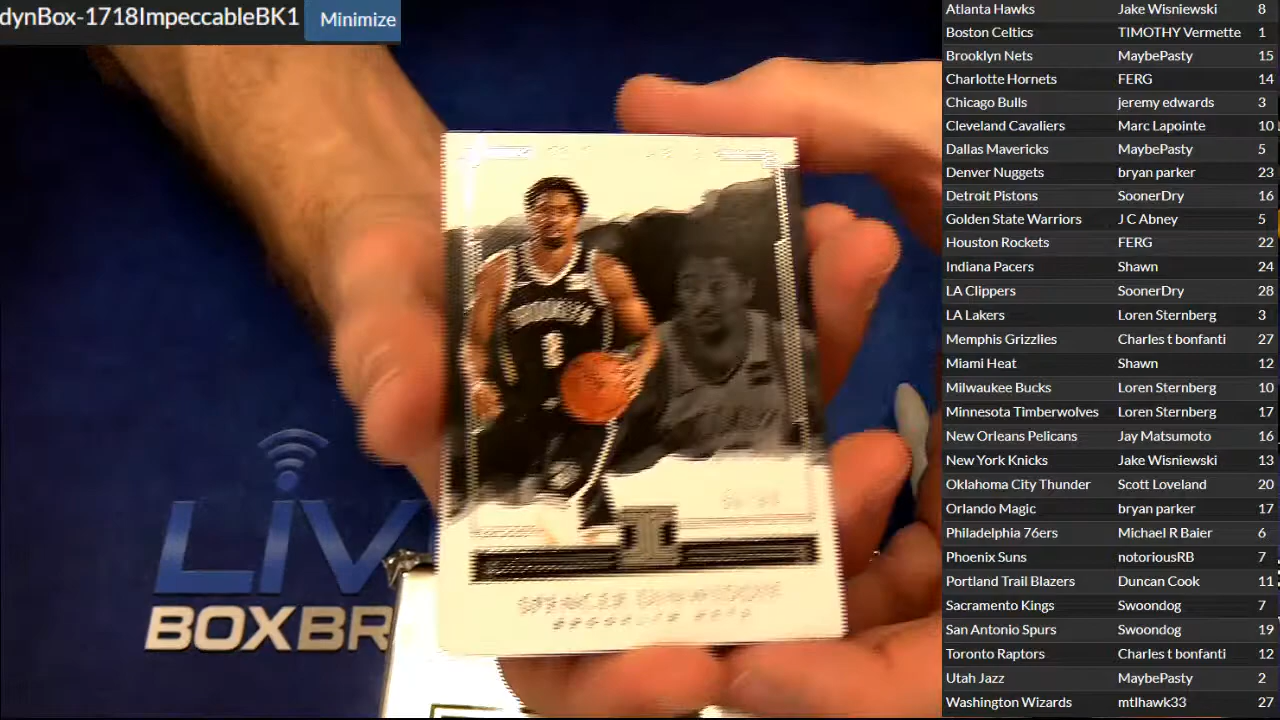 dynBox-1718ImpeccableBK1 Minimize
LIV
BOXBR
BROOKLYN
8
SPENCER DINWIDDIE
BROOKLYN NETS
Atlanta Hawks Jake Wisniewski 8
Boston Celtics TIMOTHY Vermette 1
Brooklyn Nets MaybePasty 15
Charlotte Hornets FERG 14
Chicago Bulls jeremy edwards 3
Cleveland Cavaliers Marc Lapointe 10
Dallas Mavericks MaybePasty 5
Denver Nuggets bryan parker 23
Detroit Pistons SoonerDry 16
Golden State Warriors J C Abney 5
Houston Rockets FERG 22
Indiana Pacers Shawn 24
LA Clippers SoonerDry 28
LA Lakers Loren Sternberg 3
Memphis Grizzlies Charles t bonfanti 27
Miami Heat Shawn 12
Milwaukee Bucks Loren Sternberg 10
Minnesota Timberwolves Loren Sternberg 17
New Orleans Pelicans Jay Matsumoto 16
New York Knicks Jake Wisniewski 13
Oklahoma City Thunder Scott Loveland 20
Orlando Magic bryan parker 17
Philadelphia 76ers Michael R Baier 6
Phoenix Suns notoriousRB 7
Portland Trail Blazers Duncan Cook 11
Sacramento Kings Swoondog 7
San Antonio Spurs Swoondog 19
Toronto Raptors Charles t bonfanti 12
Utah Jazz MaybePasty 2
Washington Wizards mtlhawk33 27